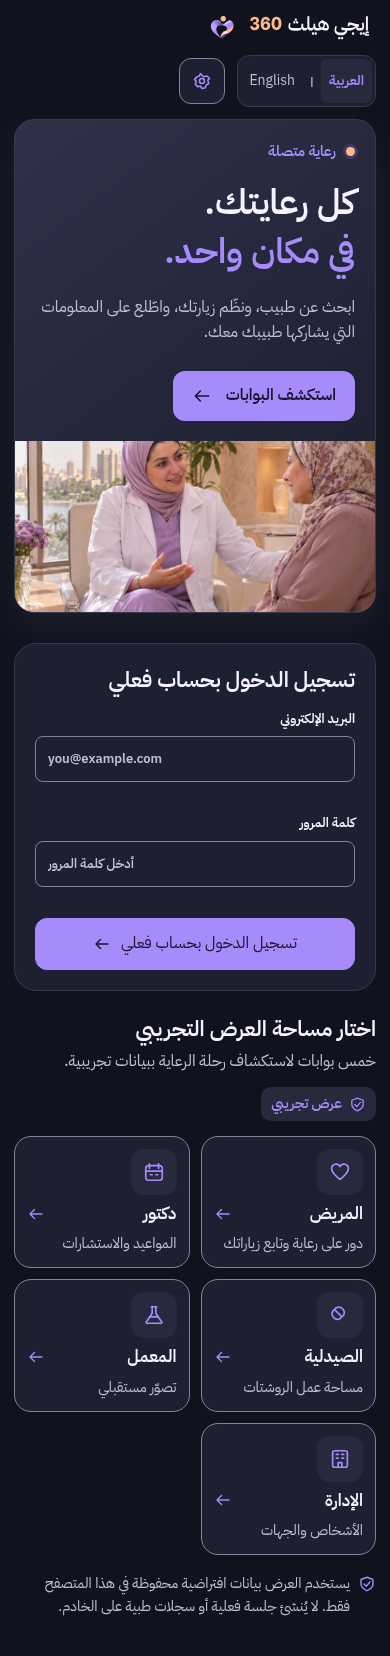 إيجي هيلث 360
العربية | English
رعاية متصلة
كل رعايتك.
في مكان واحد.
ابحث عن طبيب، ونظّم زيارتك، واطّلع على المعلومات
التي يشاركها طبيبك معك.
استكشف البوابات ←
تسجيل الدخول بحساب فعلي
البريد الإلكتروني
you@example.com
كلمة المرور
أدخل كلمة المرور
تسجيل الدخول بحساب فعلي ←
اختار مساحة العرض التجريبي
خمس بوابات لاستكشاف رحلة الرعاية ببيانات تجريبية.
عرض تجريبي
المريض ←
دور على رعاية وتابع زياراتك
دكتور ←
المواعيد والاستشارات
الصيدلية ←
مساحة عمل الروشتات
المعمل ←
تصوّر مستقبلي
الإدارة ←
الأشخاص والجهات
يستخدم العرض بيانات افتراضية محفوظة في هذا المتصفح
فقط. لا يُنشئ جلسة فعلية أو سجلات طبية على الخادم.